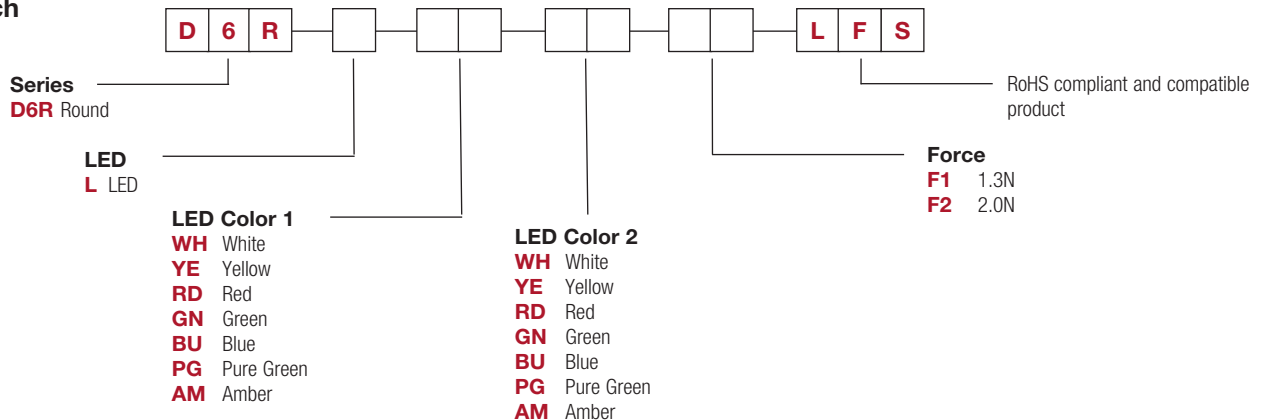 ch
D 6 R L F S
Series
D6R Round
RoHS compliant and compatible
product
LED
L LED
Force
F1 1.3N
F2 2.0N
LED Color 1
WH White
YE Yellow
RD Red
GN Green
BU Blue
PG Pure Green
AM Amber
LED Color 2
WH White
YE Yellow
RD Red
GN Green
BU Blue
PG Pure Green
AM Amber